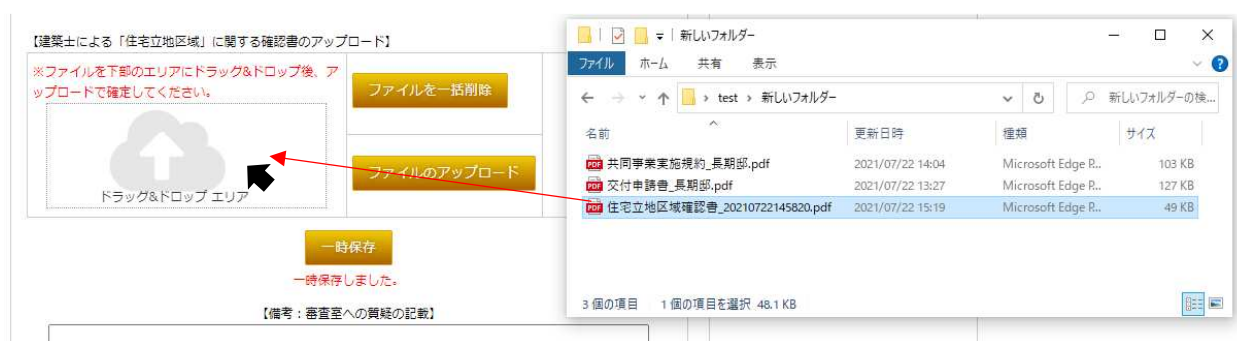 【建築士による「住宅立地区域」に関する確認書のアップロード】
※ファイルを下部のエリアにドラッグ&ドロップ後、ア
ップロードで確定してください。
ドラッグ&ドロップ エリア
ファイルを一括削除
ファイルのアップロード
一時保存
一時保存しました。
【備考：審査室への質疑の記載】
新しいフォルダー
ファイル ホーム 共有 表示
test › 新しいフォルダー
新しいフォルダーの検...
名前 更新日時 種類 サイズ
PDF 共同事業実施規約_長期邸.pdf 2021/07/22 14:04 Microsoft Edge P... 103 KB
PDF 交付申請書_長期邸.pdf 2021/07/22 13:27 Microsoft Edge P... 127 KB
PDF 住宅立地区域確認書_20210722145820.pdf 2021/07/22 15:19 Microsoft Edge P... 49 KB
3 個の項目 1 個の項目を選択 48.1 KB